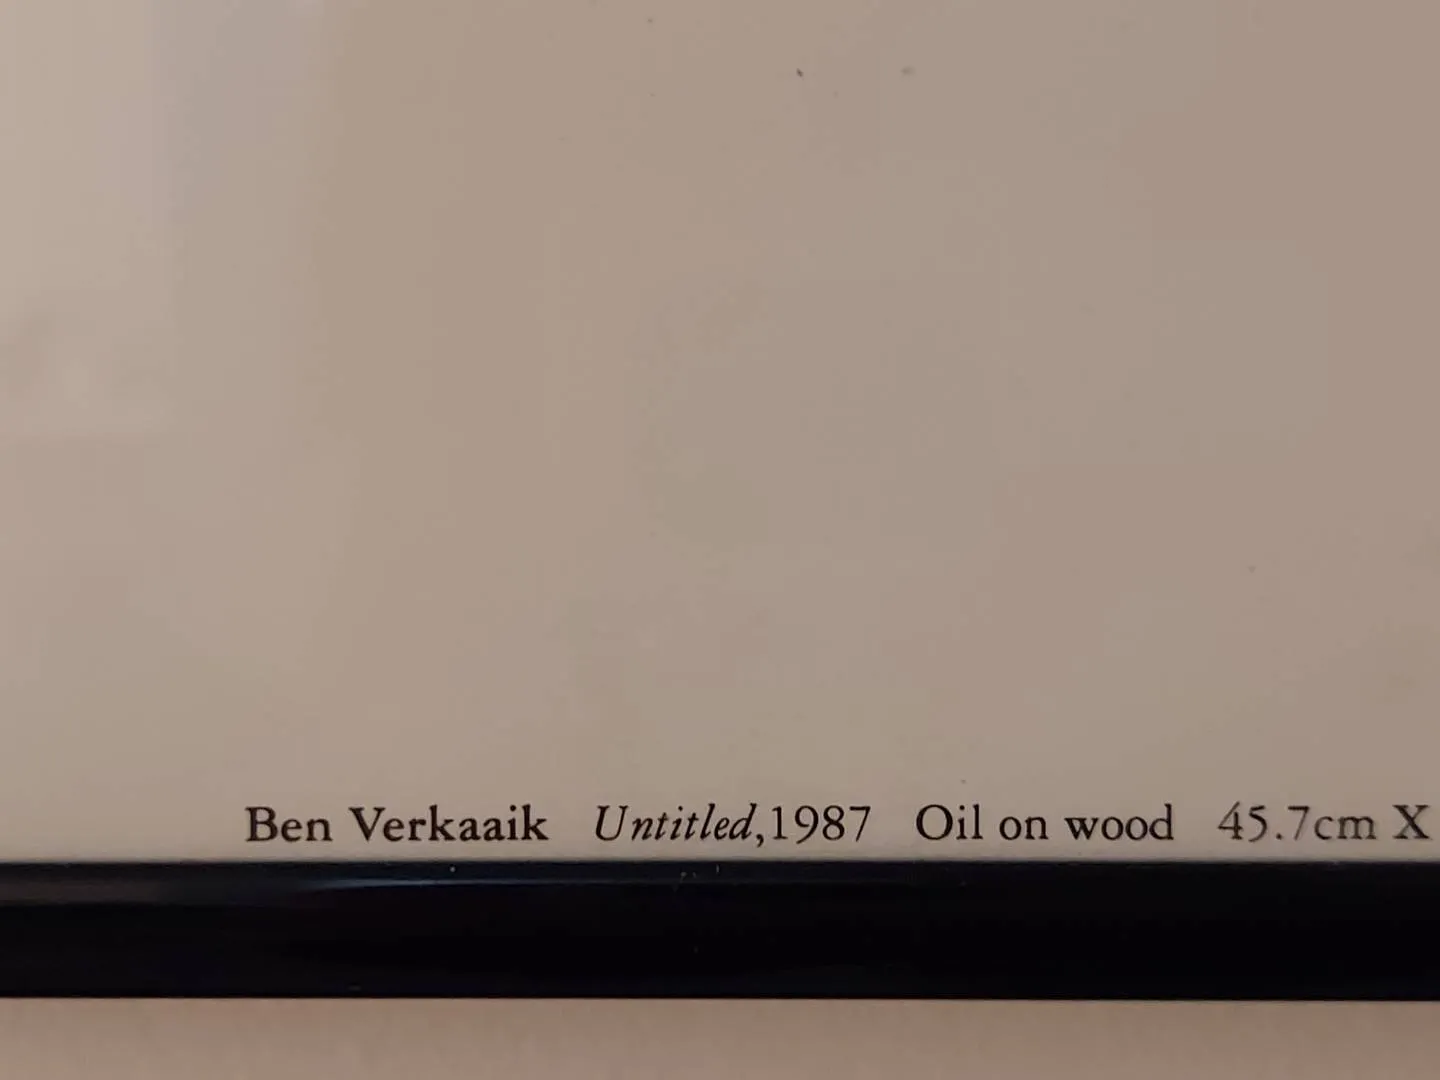 Ben Verkaaik Untitled,1987 Oil on wood 45.7cm X